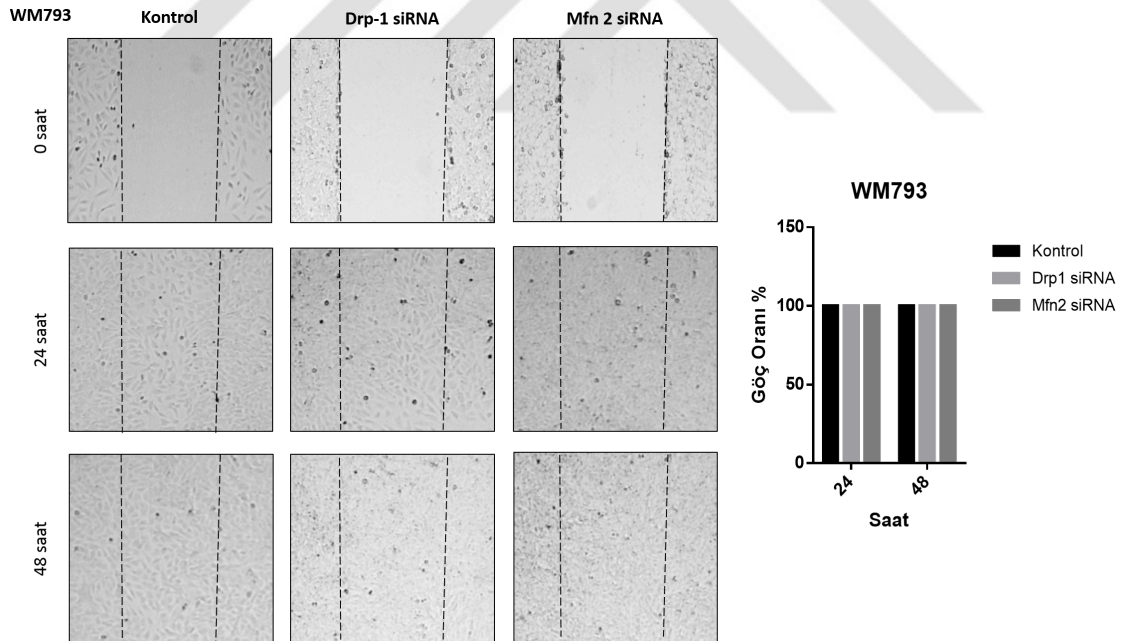 WM793
Kontrol
Drp-1 siRNA
Mfn 2 siRNA
0 saat
24 saat
48 saat
WM793
Göç Oranı %
150
100
50
0
24
48
Saat
Kontrol
Drp1 siRNA
Mfn2 siRNA